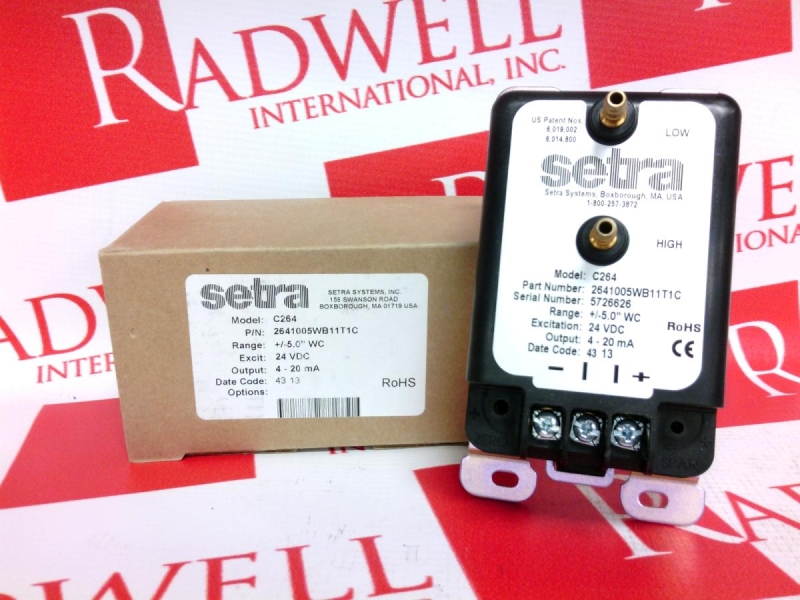 RADWELL
INTERNATIONAL, INC.
US Patent Nos.
6,019,002
6,014,800
LOW
setra
Setra Systems, Boxborough, MA, USA
1-800-257-3872
HIGH
Model: C264
Part Number: 2641005WB11T1C
Serial Number: 5726626
Range: +/-5.0" WC
Excitation: 24 VDC
Output: 4 - 20 mA
Date Code: 43 13
RoHS
CE
setra
SETRA SYSTEMS, INC.
159 SWANSON ROAD
BOXBOROUGH, MA 01719 USA
Model: C264
P/N: 2641005WB11T1C
Range: +/-5.0" WC
Excit: 24 VDC
Output: 4 - 20 mA
Date Code: 43 13
Options:
RoHS
RADWELL